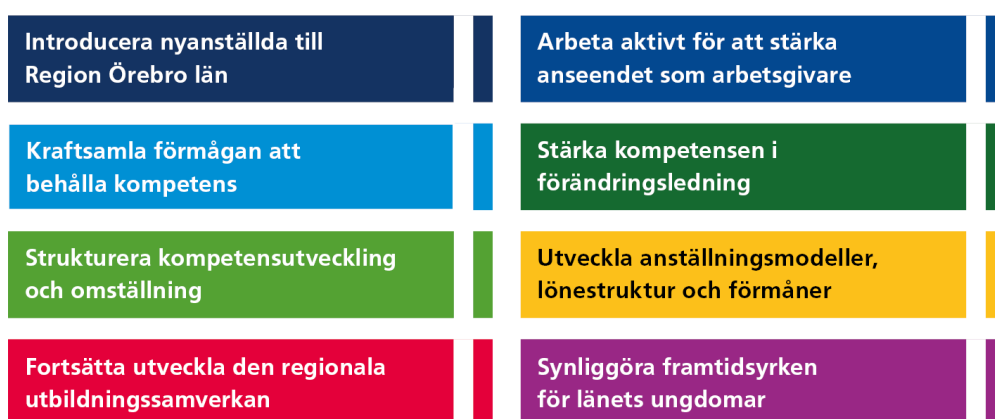 Introducera nyanställda till
Region Örebro län
Arbeta aktivt för att stärka
anseendet som arbetsgivare
Kraftsamla förmågan att
behålla kompetens
Stärka kompetensen i
förändringsledning
Strukturera kompetensutveckling
och omställning
Utveckla anställningsmodeller,
lönestruktur och förmåner
Fortsätta utveckla den regionala
utbildningssamverkan
Synliggöra framtidsyrken
för länets ungdomar